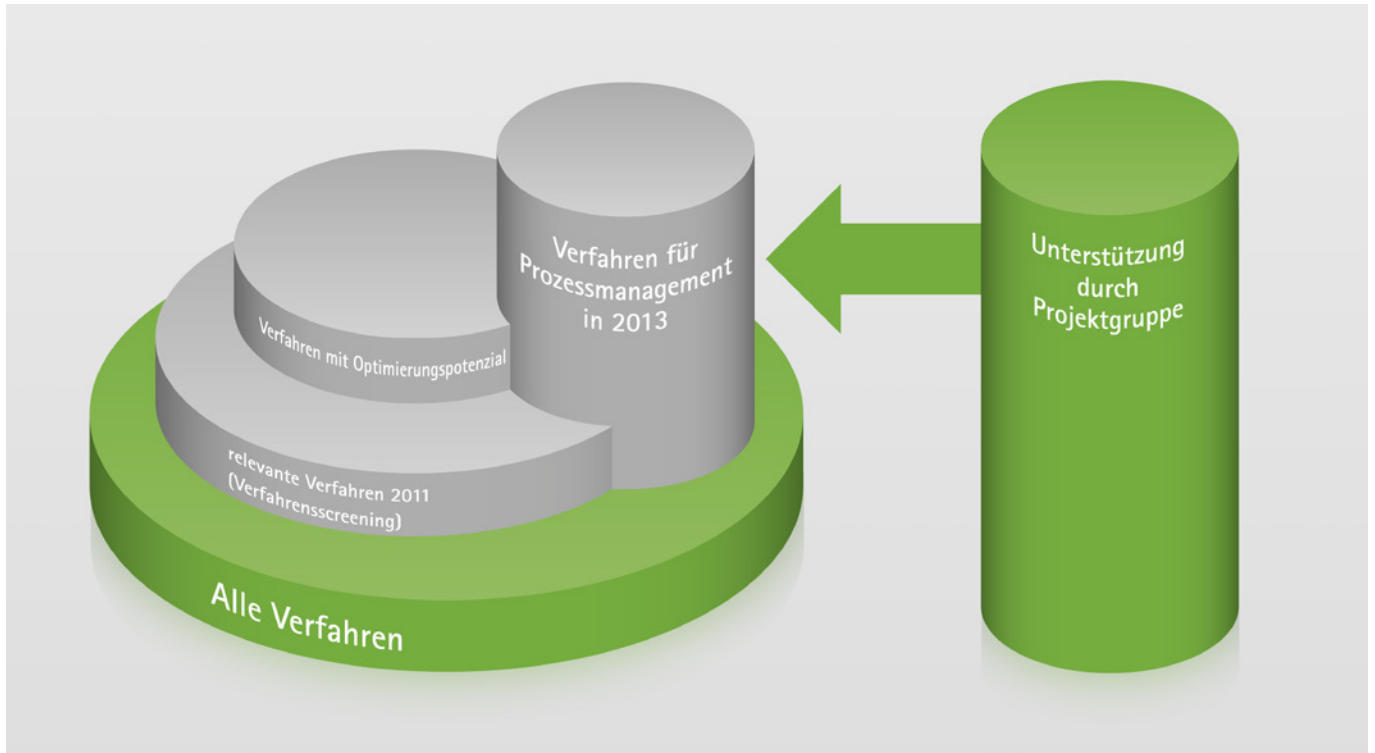 Verfahren für
Prozessmanagement
in 2013
Verfahren mit Optimierungspotenzial
relevante Verfahren 2011
(Verfahrensscreening)
Alle Verfahren
Unterstützung
durch
Projektgruppe